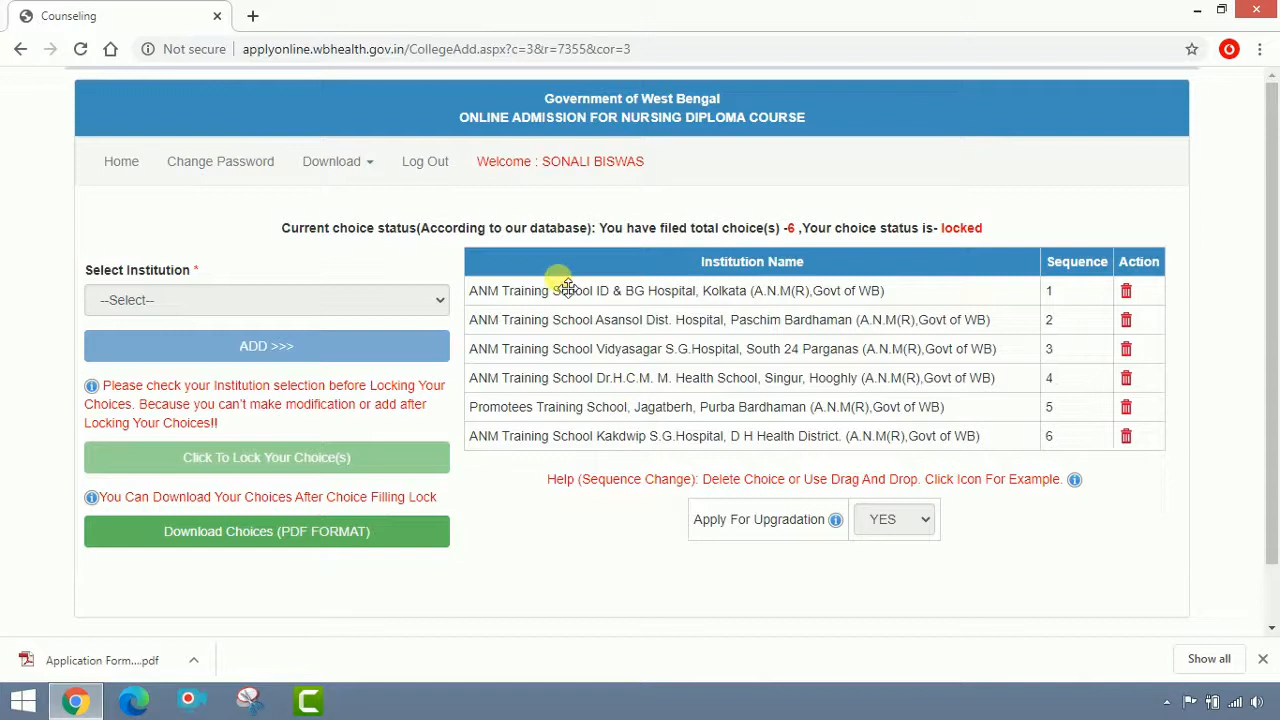 Counseling
Not secure applyonline.wbhealth.gov.in/CollegeAdd.aspx?c=3&r=7355&cor=3
Government of West Bengal
ONLINE ADMISSION FOR NURSING DIPLOMA COURSE
Home Change Password Download Log Out Welcome : SONALI BISWAS
Current choice status(According to our database): You have filed total choice(s) -6 ,Your choice status is- locked
Select Institution *
--Select--
ADD >>>
Please check your Institution selection before Locking Your
Choices. Because you can't make modification or add after
Locking Your Choices!!
Click To Lock Your Choice(s)
You Can Download Your Choices After Choice Filling Lock
Download Choices (PDF FORMAT)
Institution Name Sequence Action
ANM Training School ID & BG Hospital, Kolkata (A.N.M(R),Govt of WB) 1
ANM Training School Asansol Dist. Hospital, Paschim Bardhaman (A.N.M(R),Govt of WB) 2
ANM Training School Vidyasagar S.G.Hospital, South 24 Parganas (A.N.M(R),Govt of WB) 3
ANM Training School Dr.H.C.M. M. Health School, Singur, Hooghly (A.N.M(R),Govt of WB) 4
Promotees Training School, Jagatberh, Purba Bardhaman (A.N.M(R),Govt of WB) 5
ANM Training School Kakdwip S.G.Hospital, D H Health District. (A.N.M(R),Govt of WB) 6
Help (Sequence Change): Delete Choice or Use Drag And Drop. Click Icon For Example.
Apply For Upgradation YES
Application Form....pdf
Show all